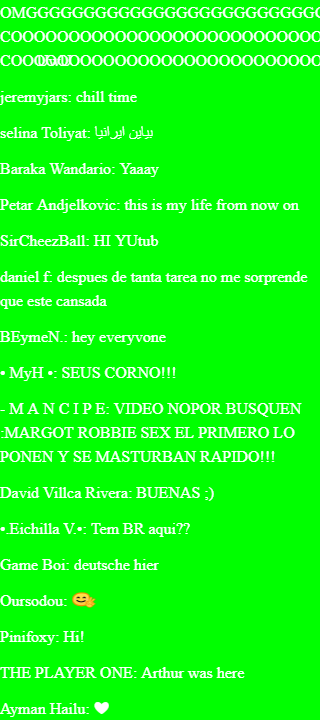 OMGGGGGGGGGGGGGGGGGGGGGGGGGG
COOOOOOOOOOOOOOOOOOOOOOOOOO
jeremyjars: chill time
selina Toliyat: بیاین ایرانیا
Baraka Wandario: Yaaay
Petar Andjelkovic: this is my life from now on
SirCheezBall: HI YUtub
daniel f: despues de tanta tarea no me sorprende
que este cansada
BEymeN.: hey everyvone
• MyH •: SEUS CORNO!!!
- M A N C I P E: VIDEO NOPOR BUSQUEN
:MARGOT ROBBIE SEX EL PRIMERO LO
PONEN Y SE MASTURBAN RAPIDO!!!
David Villca Rivera: BUENAS ;)
•.Eichilla V.•: Tem BR aqui??
Game Boi: deutsche hier
Oursodou: 🤗
Pinifoxy: Hi!
THE PLAYER ONE: Arthur was here
Ayman Hailu: 🤍